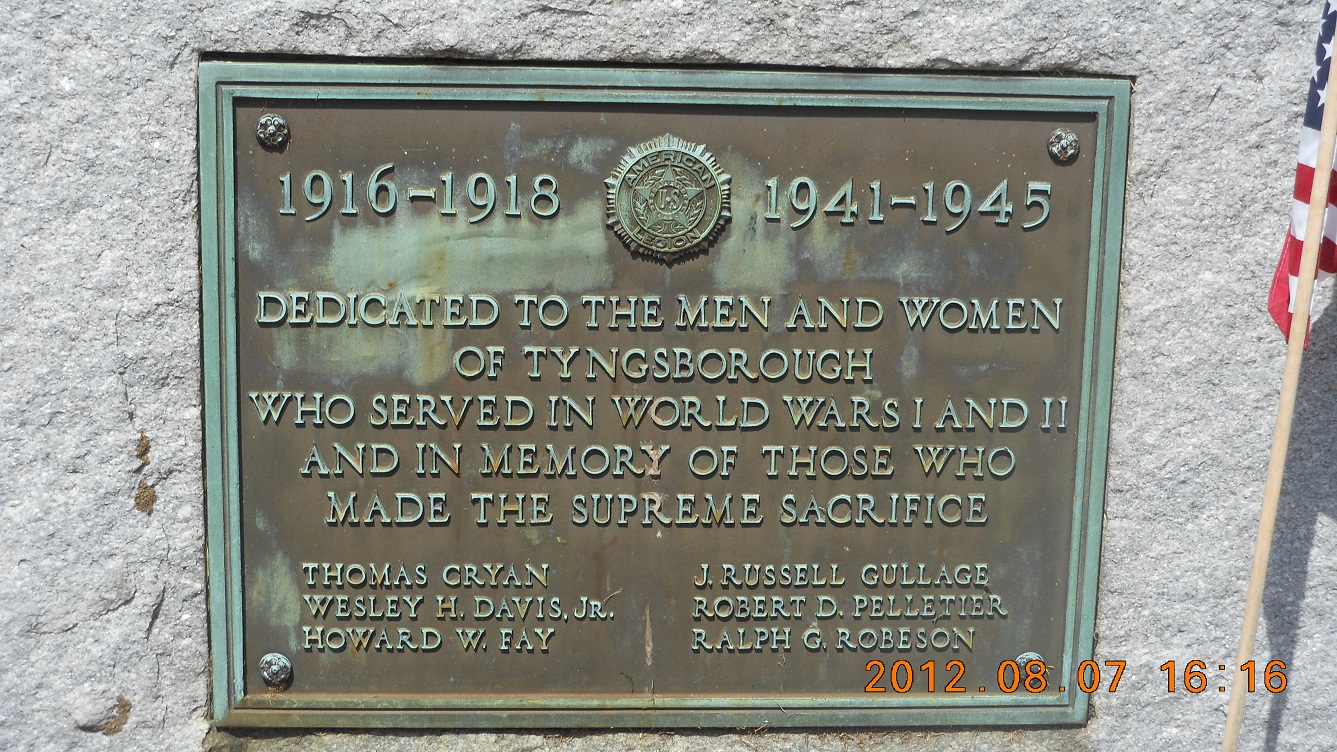 1916-1918
AMERICAN
U.S.
LEGION
1941-1945
DEDICATED TO THE MEN AND WOMEN
OF TYNGSBOROUGH
WHO SERVED IN WORLD WARS I AND II
AND IN MEMORY OF THOSE WHO
MADE THE SUPREME SACRIFICE
THOMAS CRYAN
WESLEY H. DAVIS, JR.
HOWARD W. FAY
J. RUSSELL GULLAGE
ROBERT D. PELLETIER
RALPH G. ROBESON
2012.08.07 16:16